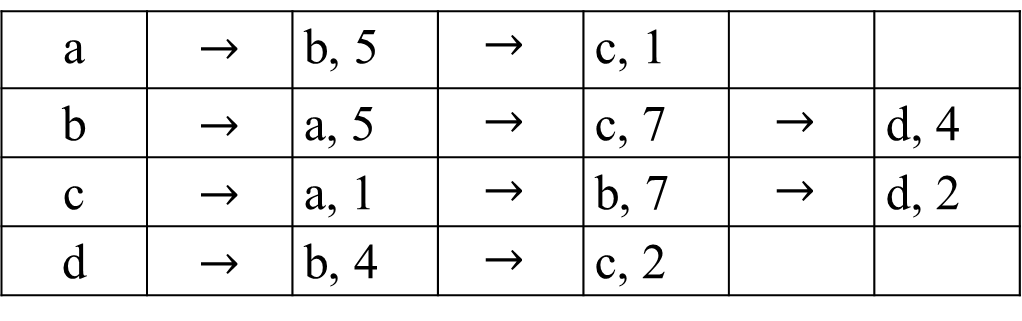 a → b, 5 → c, 1
b → a, 5 → c, 7 → d, 4
c → a, 1 → b, 7 → d, 2
d → b, 4 → c, 2